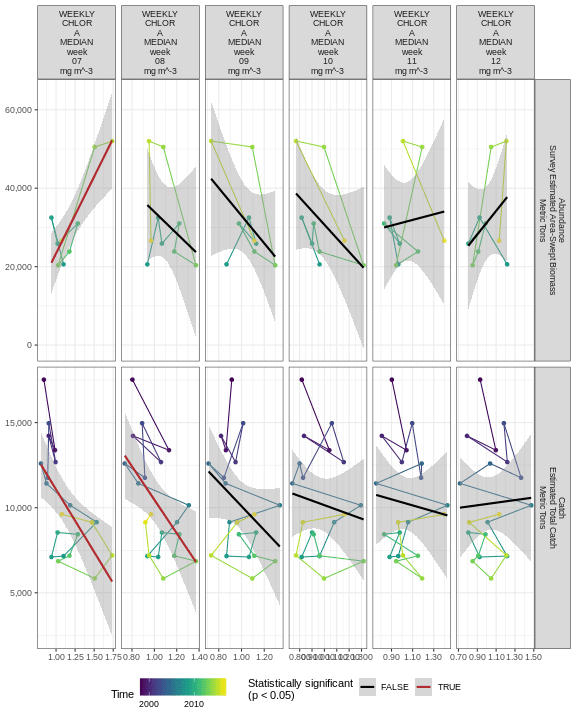 WEEKLY
CHLOR
A
MEDIAN
week
07
mg m^-3
WEEKLY
CHLOR
A
MEDIAN
week
08
mg m^-3
WEEKLY
CHLOR
A
MEDIAN
week
09
mg m^-3
WEEKLY
CHLOR
A
MEDIAN
week
10
mg m^-3
WEEKLY
CHLOR
A
MEDIAN
week
11
mg m^-3
WEEKLY
CHLOR
A
MEDIAN
week
12
mg m^-3
60,000
40,000
20,000
0
Abundance
Survey Estimated Area-Swept Biomass
Metric Tons
15,000
10,000
5,000
Catch
Estimated Total Catch
Metric Tons
1.00 1.25 1.50 1.75
0.80 1.00 1.20 1.40
0.80 1.00 1.20
0.90 1.10 1.30
0.70 0.90 1.10 1.30 1.50
Time
2000 2010
Statistically significant
(p < 0.05)
FALSE TRUE